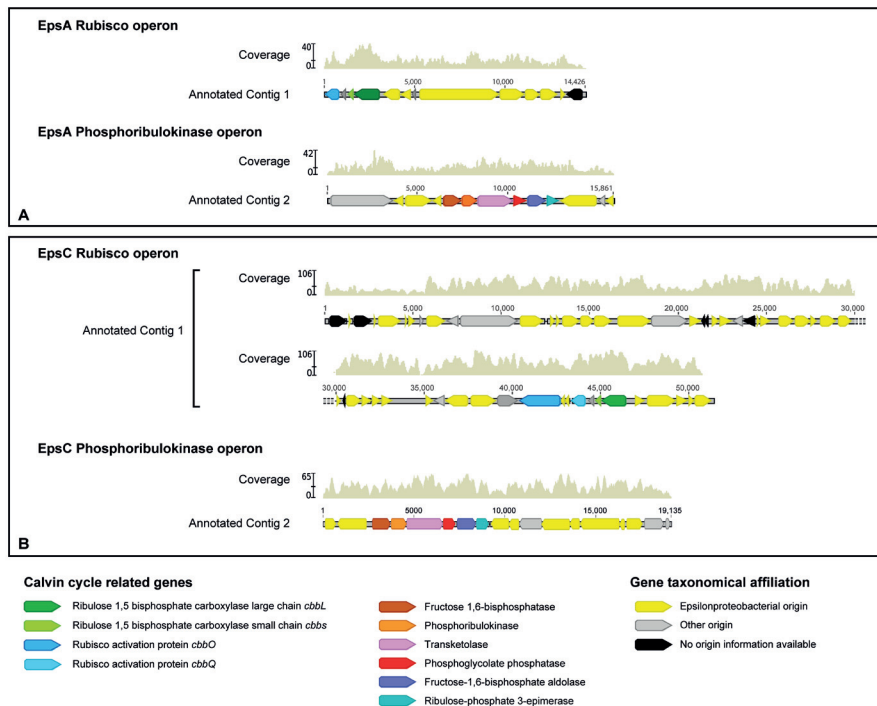 EpsA Rubisco operon
40
0
Coverage
1 5,000 10,000 14,426
Annotated Contig 1
EpsA Phosphoribulokinase operon
42
0
Coverage
1 5,000 10,000 15,861
Annotated Contig 2
A
EpsC Rubisco operon
106
0
Coverage
1 5,000 10,000 15,000 20,000 25,000 30,000
Annotated Contig 1
106
0
Coverage
30,000 35,000 40,000 45,000 50,000
EpsC Phosphoribulokinase operon
65
0
Coverage
1 5000 10,000 15,000 19,135
Annotated Contig 2
B
Calvin cycle related genes
Ribulose 1,5 bisphosphate carboxylase large chain cbbL
Ribulose 1,5 bisphosphate carboxylase small chain cbbs
Rubisco activation protein cbbO
Rubisco activation protein cbbQ
Fructose 1,6-bisphosphatase
Phosphoribulokinase
Transketolase
Phosphoglycolate phosphatase
Fructose-1,6-bisphosphate aldolase
Ribulose-phosphate 3-epimerase
Gene taxonomical affiliation
Epsilonproteobacterial origin
Other origin
No origin information available